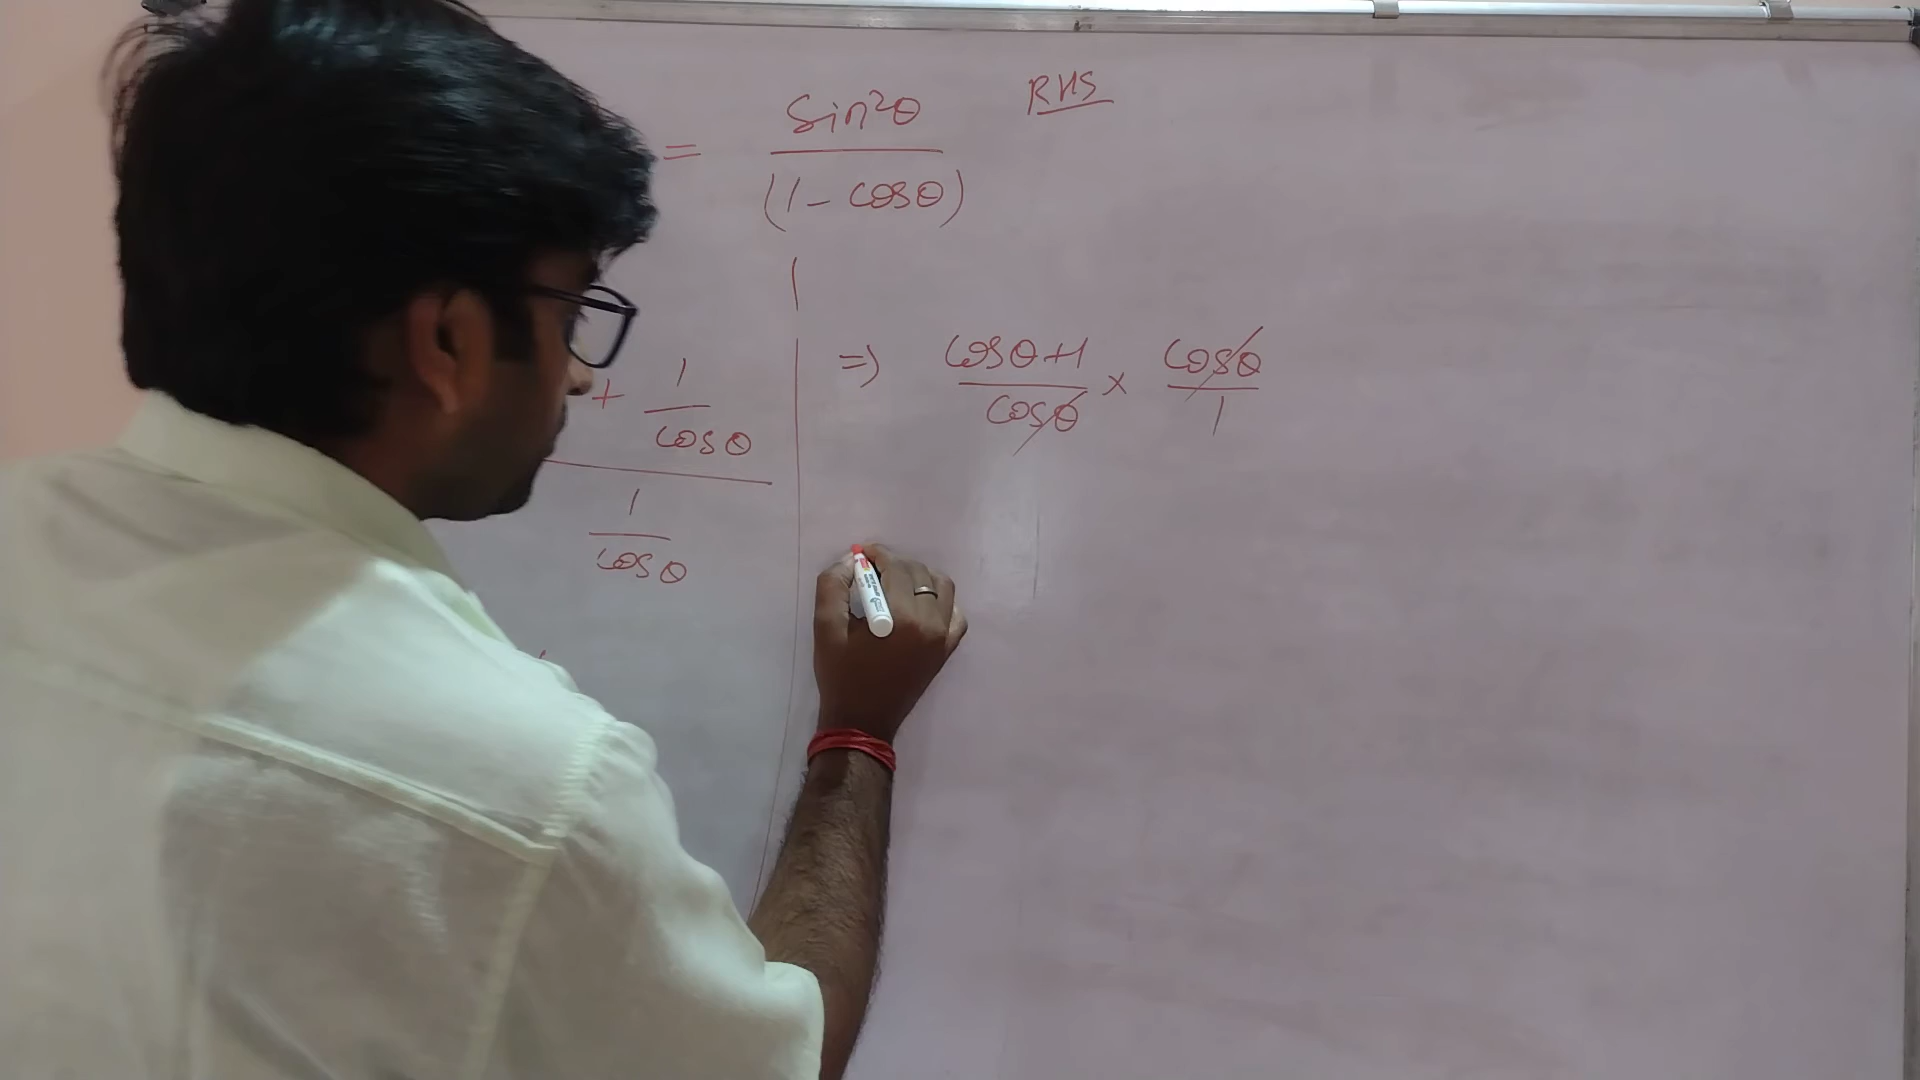 = Sin²θ / (1 - cosθ) RHS
+ 1/cosθ
1/cosθ
=> cosθ+1 / cosθ × cosθ / 1